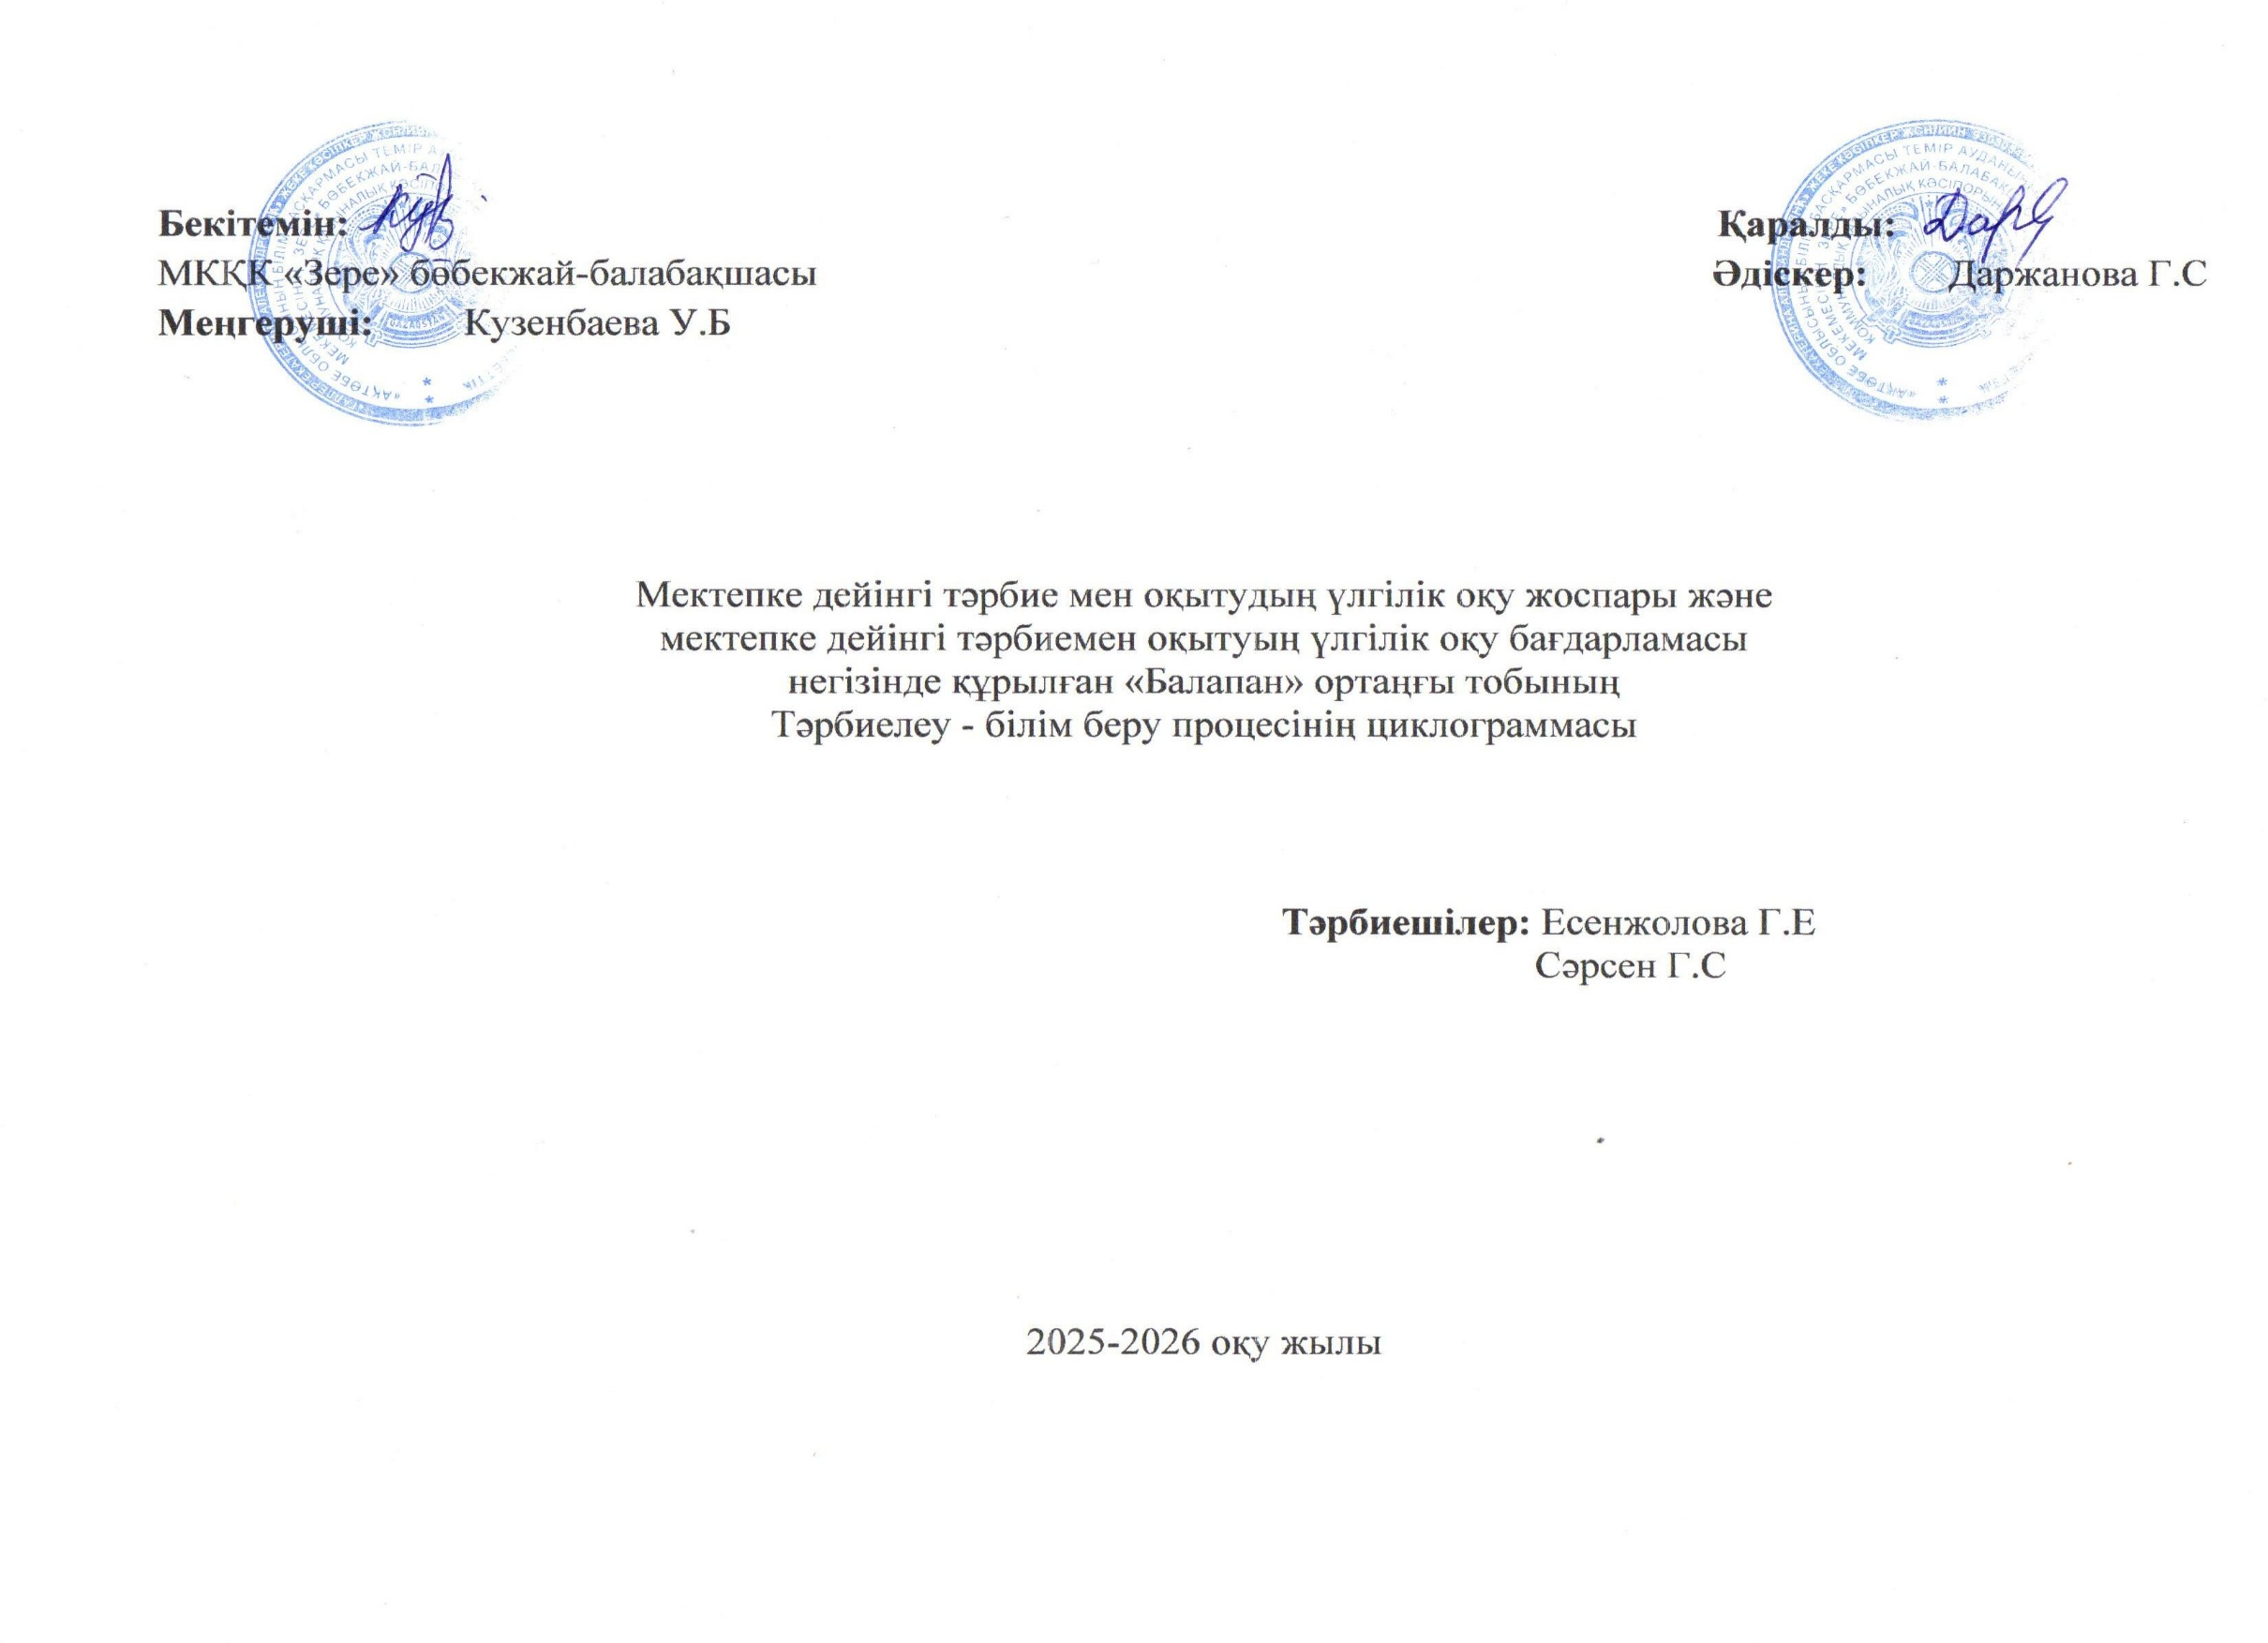 Бекітемін:
Қаралды:
МКҚК «Зере» бөбекжай-балабақшасы
Әдіскер: Даржанова Г.С
Меңгеруші: Кузенбаева У.Б
Мектепке дейінгі тәрбие мен оқытудың үлгілік оқу жоспары және
мектепке дейінгі тәрбиемен оқытуың үлгілік оқу бағдарламасы
негізінде құрылған «Балапан» ортаңғы тобының
Тәрбиелеу - білім беру процесінің циклограммасы
Тәрбиешілер: Есенжолова Г.Е
Сәрсен Г.С
2025-2026 оқу жылы